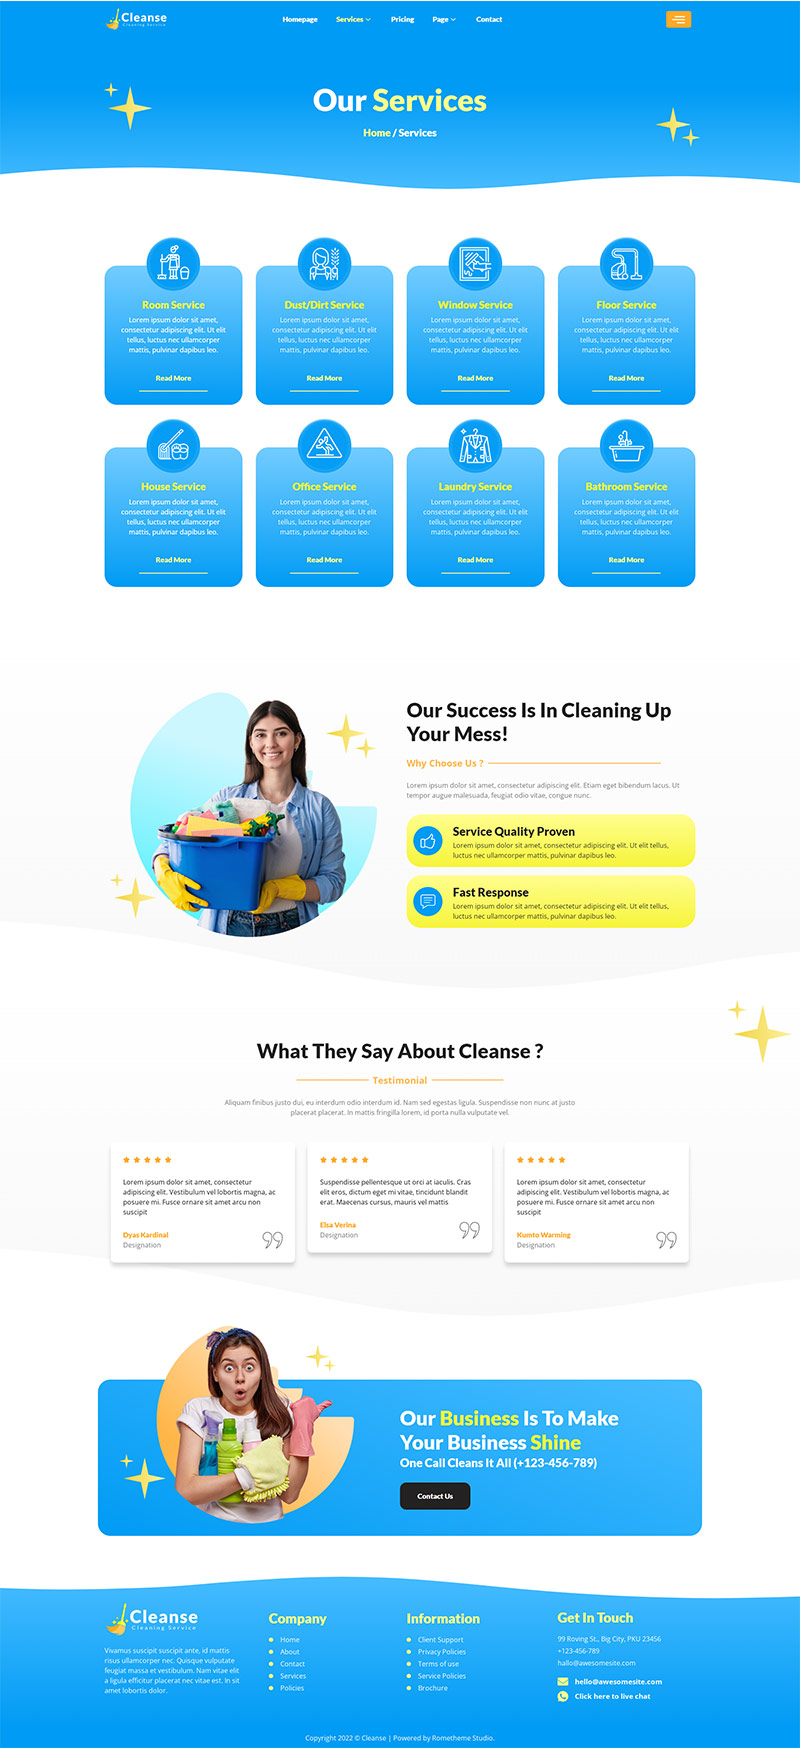 Cleanse
Cleaning Service
Homepage
Services
Pricing
Page
Contact
Our Services
Home / Services
Room Service
Lorem ipsum dolor sit amet,
consectetur adipiscing elit. Ut elit
tellus, luctus nec ullamcorper
mattis, pulvinar dapibus leo.
Read More
Dust/Dirt Service
Lorem ipsum dolor sit amet,
consectetur adipiscing elit. Ut elit
tellus, luctus nec ullamcorper
mattis, pulvinar dapibus leo.
Read More
Window Service
Lorem ipsum dolor sit amet,
consectetur adipiscing elit. Ut elit
tellus, luctus nec ullamcorper
mattis, pulvinar dapibus leo.
Read More
Floor Service
Lorem ipsum dolor sit amet,
consectetur adipiscing elit. Ut elit
tellus, luctus nec ullamcorper
mattis, pulvinar dapibus leo.
Read More
House Service
Lorem ipsum dolor sit amet,
consectetur adipiscing elit. Ut elit
tellus, luctus nec ullamcorper
mattis, pulvinar dapibus leo.
Read More
Office Service
Lorem ipsum dolor sit amet,
consectetur adipiscing elit. Ut elit
tellus, luctus nec ullamcorper
mattis, pulvinar dapibus leo.
Read More
Laundry Service
Lorem ipsum dolor sit amet,
consectetur adipiscing elit. Ut elit
tellus, luctus nec ullamcorper
mattis, pulvinar dapibus leo.
Read More
Bathroom Service
Lorem ipsum dolor sit amet,
consectetur adipiscing elit. Ut elit
tellus, luctus nec ullamcorper
mattis, pulvinar dapibus leo.
Read More
Our Success Is In Cleaning Up
Your Mess!
Why Choose Us ?
Lorem ipsum dolor sit amet, consectetur adipiscing elit. Etiam eget bibendum lacus. Ut
tempor augue malesuada, feugiat odio vitae, congue nunc.
Service Quality Proven
Lorem ipsum dolor sit amet, consectetur adipiscing elit. Ut elit tellus,
luctus nec ullamcorper mattis, pulvinar dapibus leo.
Fast Response
Lorem ipsum dolor sit amet, consectetur adipiscing elit. Ut elit tellus,
luctus nec ullamcorper mattis, pulvinar dapibus leo.
What They Say About Cleanse ?
Testimonial
Aliquam finibus justo dui, eu interdum odio interdum id. Nam sed egestas ligula. Suspendisse non nunc at justo
placerat placerat. In mattis fringilla lorem, id porta nulla vulputate vel.
Lorem ipsum dolor sit amet, consectetur
adipiscing elit. Vestibulum vel lobortis magna, ac
posuere mi. Fusce ornare sit amet arcu non
suscipit
Dyas Kardinal
Designation
Suspendisse pellentesque ut orci at iaculis. Cras
elit eros, dictum eget mi vitae, tincidunt blandit
erat. Maecenas cursus, mauris vel mattis
Elsa Verina
Designation
Lorem ipsum dolor sit amet, consectetur
adipiscing elit. Vestibulum vel lobortis magna, ac
posuere mi. Fusce ornare sit amet arcu non
suscipit
Kumto Warming
Designation
Our Business Is To Make
Your Business Shine
One Call Cleans It All (+123-456-789)
Contact Us
Cleanse
Cleaning Service
Vivamus suscipit suscipit ante, id mattis
risus ullamcorper nec. Quisque vulputate
feugiat massa et vestibulum. Nam vitae elit
a ligula efficitur placerat nec vitae est. In sit
amet lobortis dolor.
Company
Home
About
Contact
Services
Policies
Information
Client Support
Privacy Policies
Terms of use
Service Policies
Brochure
Get In Touch
99 Roving St., Big City, PKU 23456
+123-456-789
hallo@awesomesite.com
hello@awesomesite.com
Click here to live chat
Copyright 2022 © Cleanse | Powered by Rometheme Studio.